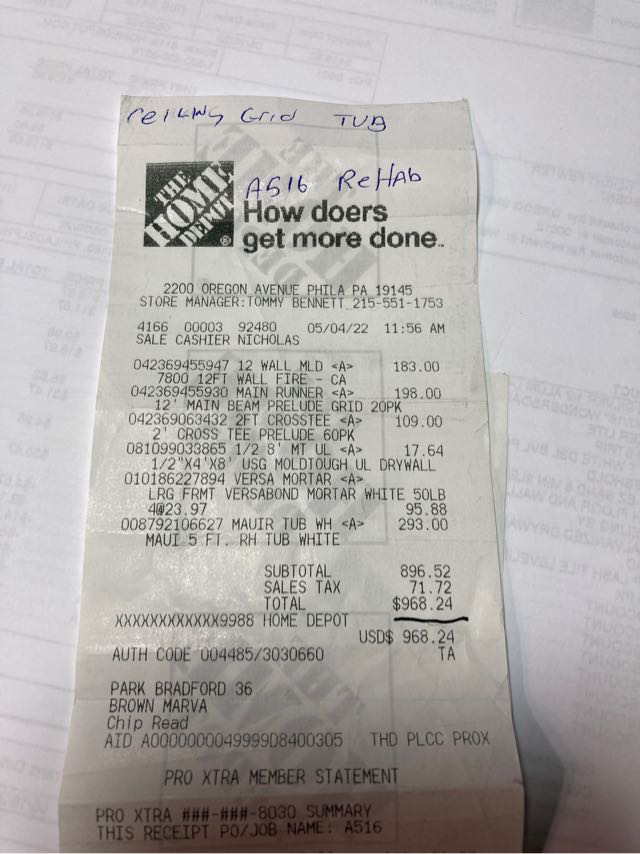 ceiling Grid TUB
THE HOME DEPOT ®
A516 ReHAb
How doers
get more done™
2200 OREGON AVENUE PHILA PA 19145
STORE MANAGER:TOMMY BENNETT 215-551-1753
4166 00003 92480 05/04/22 11:56 AM
SALE CASHIER NICHOLAS
042369455947 12 WALL MLD <A> 183.00
7800 12FT WALL FIRE - CA
042369455930 MAIN RUNNER <A> 198.00
12' MAIN BEAM PRELUDE GRID 20PK
042369063432 2FT CROSSTEE <A> 109.00
2' CROSS TEE PRELUDE 60PK
081099033865 1/2 8' MT UL <A> 17.64
1/2"X4'X8' USG MOLDTOUGH UL DRYWALL
010186227894 VERSA MORTAR <A>
LRG FRMT VERSABOND MORTAR WHITE 50LB
4@23.97 95.88
008792106627 MAUIR TUB WH <A> 293.00
MAUI 5 FT. RH TUB WHITE
SUBTOTAL 896.52
SALES TAX 71.72
TOTAL $968.24
XXXXXXXXXXXX9988 HOME DEPOT
USD$ 968.24
AUTH CODE 004485/3030660 TA
PARK BRADFORD 36
BROWN MARVA
Chip Read
AID A0000000049999D8400305 THD PLCC PROX
PRO XTRA MEMBER STATEMENT
PRO XTRA ###-###-8030 SUMMARY
THIS RECEIPT PO/JOB NAME: A516